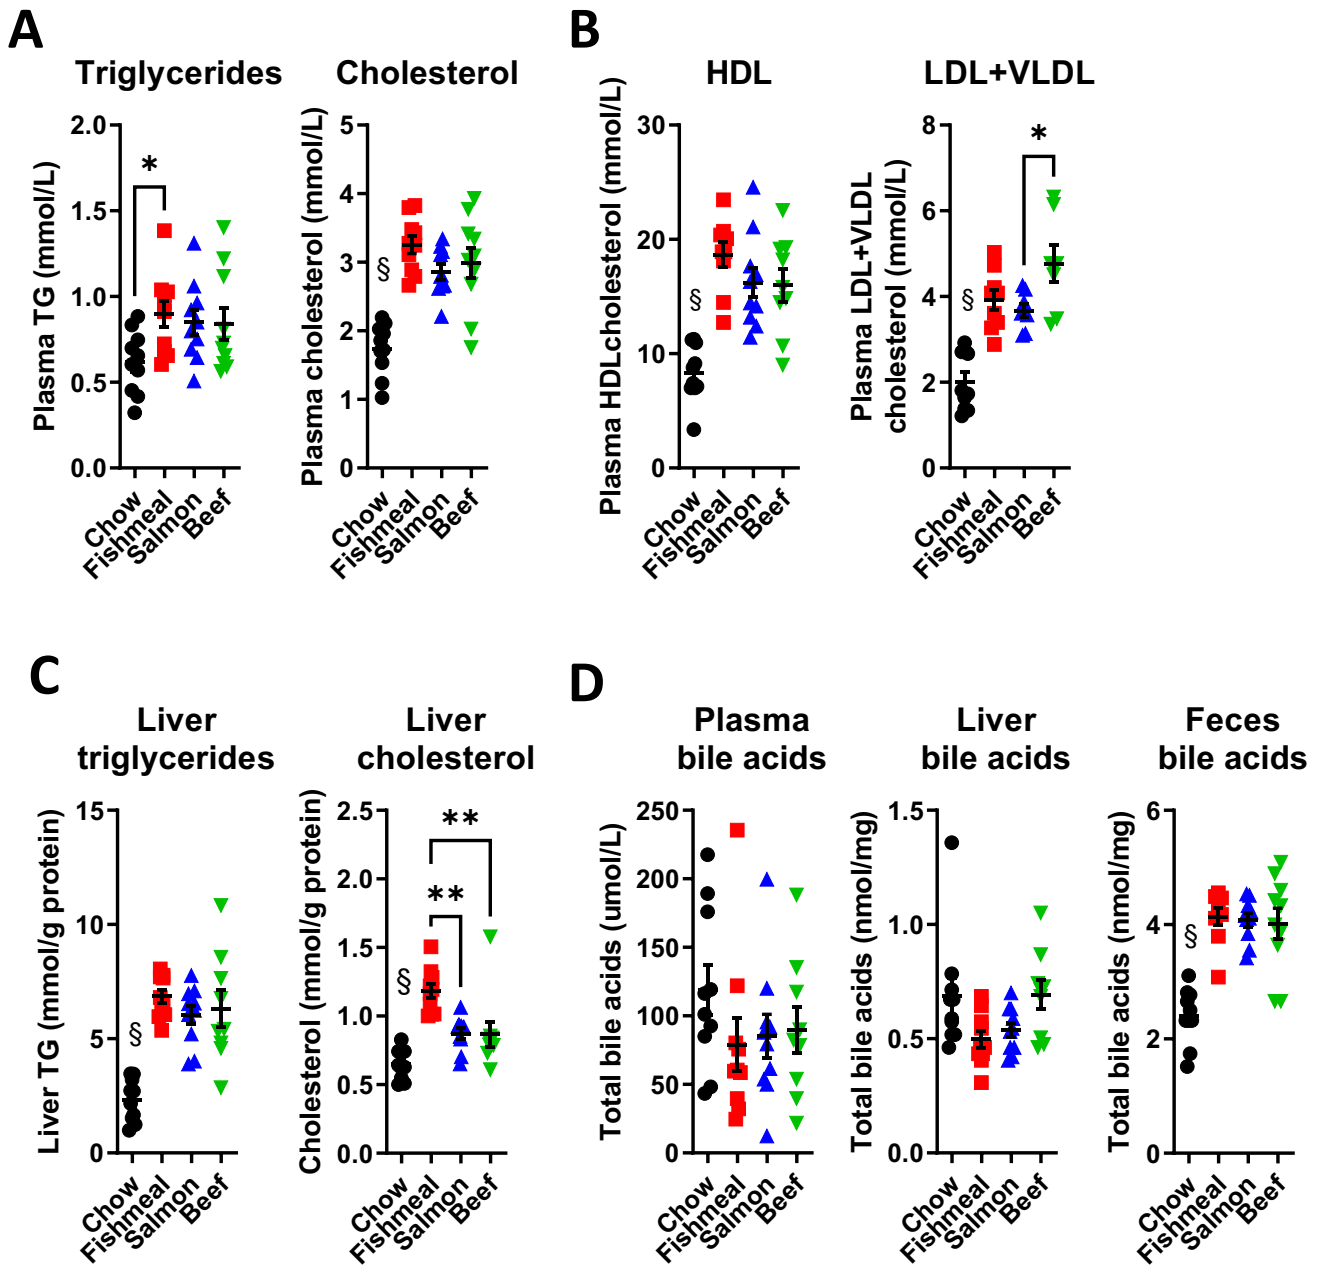 A
B
Triglycerides
Cholesterol
HDL
LDL+VLDL
Plasma TG (mmol/L)
2.0
1.5
1.0
0.5
0.0
*
Chow
Fishmeal
Salmon
Beef
Plasma cholesterol (mmol/L)
5
4
3
2
1
0
§
Chow
Fishmeal
Salmon
Beef
Plasma HDLcholesterol (mmol/L)
30
20
10
0
§
Chow
Fishmeal
Salmon
Beef
Plasma LDL+VLDL
cholesterol (mmol/L)
8
6
4
2
0
§
*
Chow
Fishmeal
Salmon
Beef
C
D
Liver
triglycerides
Liver
cholesterol
Plasma
bile acids
Liver
bile acids
Feces
bile acids
Liver TG (mmol/g protein)
15
10
5
0
§
Chow
Fishmeal
Salmon
Beef
Cholesterol (mmol/g protein)
2.5
2.0
1.5
1.0
0.5
0.0
§
**
**
Chow
Fishmeal
Salmon
Beef
Total bile acids (umol/L)
250
200
150
100
50
0
Chow
Fishmeal
Salmon
Beef
Total bile acids (nmol/mg)
1.5
1.0
0.5
0.0
Chow
Fishmeal
Salmon
Beef
Total bile acids (nmol/mg)
6
4
2
0
§
Chow
Fishmeal
Salmon
Beef